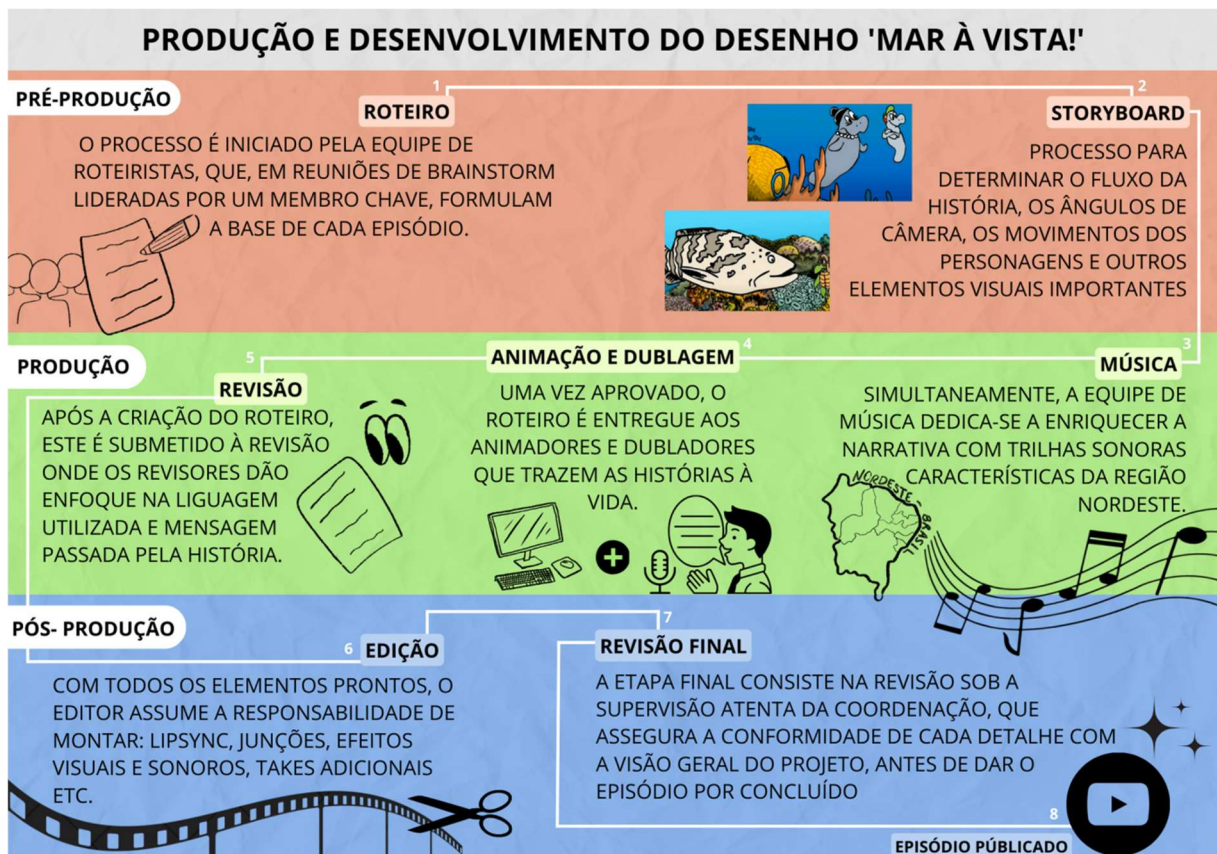 PRODUÇÃO E DESENVOLVIMENTO DO DESENHO 'MAR À VISTA!'
PRÉ-PRODUÇÃO
1
ROTEIRO
O PROCESSO É INICIADO PELA EQUIPE DE
ROTEIRISTAS, QUE, EM REUNIÕES DE BRAINSTORM
LIDERADAS POR UM MEMBRO CHAVE, FORMULAM
A BASE DE CADA EPISÓDIO.
2
STORYBOARD
PROCESSO PARA
DETERMINAR O FLUXO DA
HISTÓRIA, OS ÂNGULOS DE
CÂMERA, OS MOVIMENTOS DOS
PERSONAGENS E OUTROS
ELEMENTOS VISUAIS IMPORTANTES
PRODUÇÃO
3
MÚSICA
SIMULTANEAMENTE, A EQUIPE DE
MÚSICA DEDICA-SE A ENRIQUECER A
NARRATIVA COM TRILHAS SONORAS
CARACTERÍSTICAS DA REGIÃO
NORDESTE.
NORDESTE
BRASIL
4
ANIMAÇÃO E DUBLAGEM
UMA VEZ APROVADO, O
ROTEIRO É ENTREGUE AOS
ANIMADORES E DUBLADORES
QUE TRAZEM AS HISTÓRIAS À
VIDA.
5
REVISÃO
APÓS A CRIAÇÃO DO ROTEIRO,
ESTE É SUBMETIDO À REVISÃO
ONDE OS REVISORES DÃO
ENFOQUE NA LIGUAGEM
UTILIZADA E MENSAGEM
PASSADA PELA HISTÓRIA.
PÓS- PRODUÇÃO
6
EDIÇÃO
COM TODOS OS ELEMENTOS PRONTOS, O
EDITOR ASSUME A RESPONSABILIDADE DE
MONTAR: LIPSYNC, JUNÇÕES, EFEITOS
VISUAIS E SONOROS, TAKES ADICIONAIS
ETC.
7
REVISÃO FINAL
A ETAPA FINAL CONSISTE NA REVISÃO SOB A
SUPERVISÃO ATENTA DA COORDENAÇÃO, QUE
ASSEGURA A CONFORMIDADE DE CADA DETALHE COM
A VISÃO GERAL DO PROJETO, ANTES DE DAR O
EPISÓDIO POR CONCLUÍDO
8
EPISÓDIO PÚBLICADO